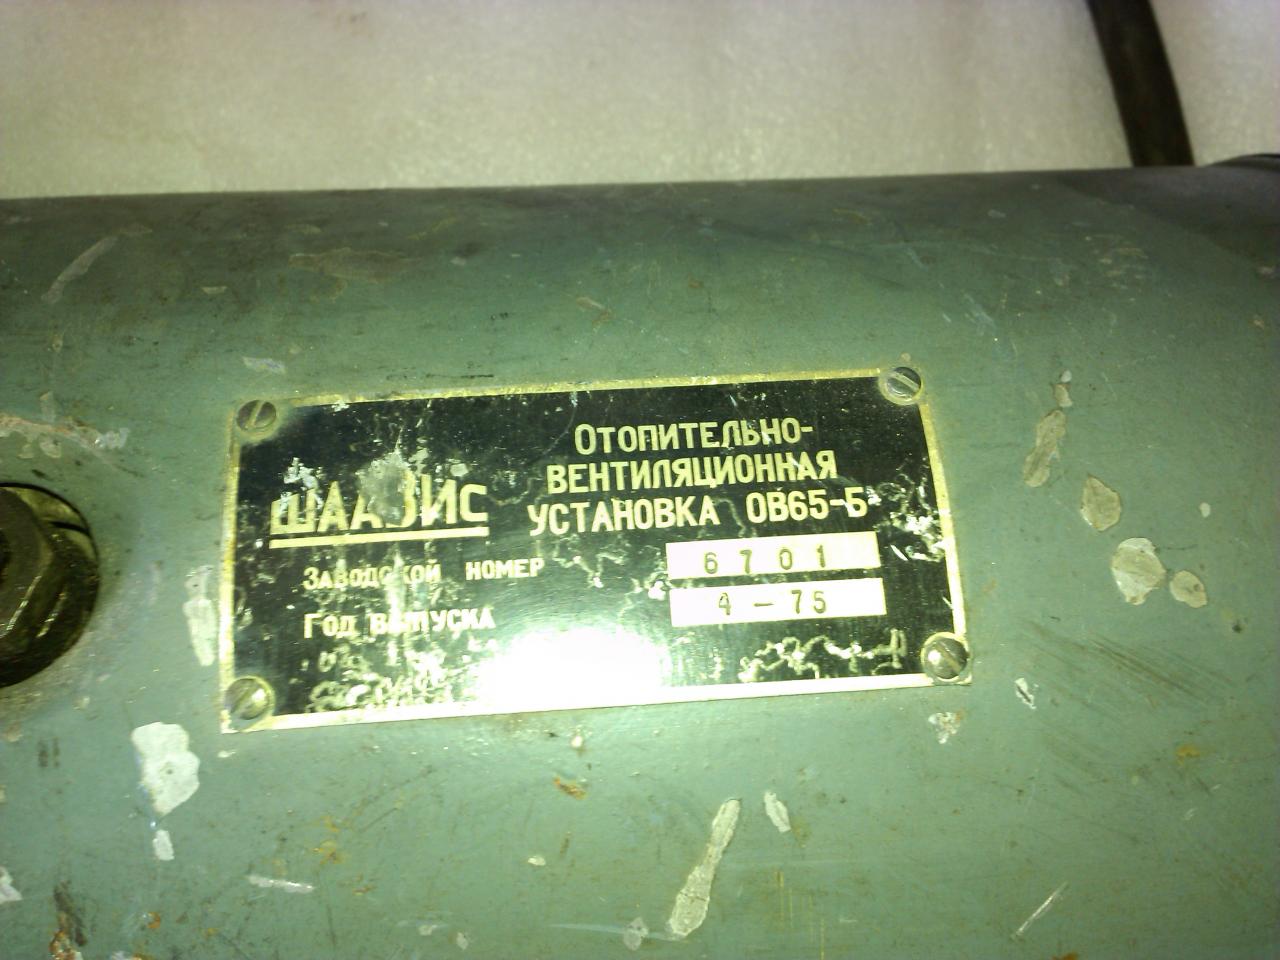 ШААЗИС
ОТОПИТЕЛЬНО-
ВЕНТИЛЯЦИОННАЯ
УСТАНОВКА ОВ65-Б
ЗАВОДСКОЙ НОМЕР 6701
ГОД ВЫПУСКА 4-75